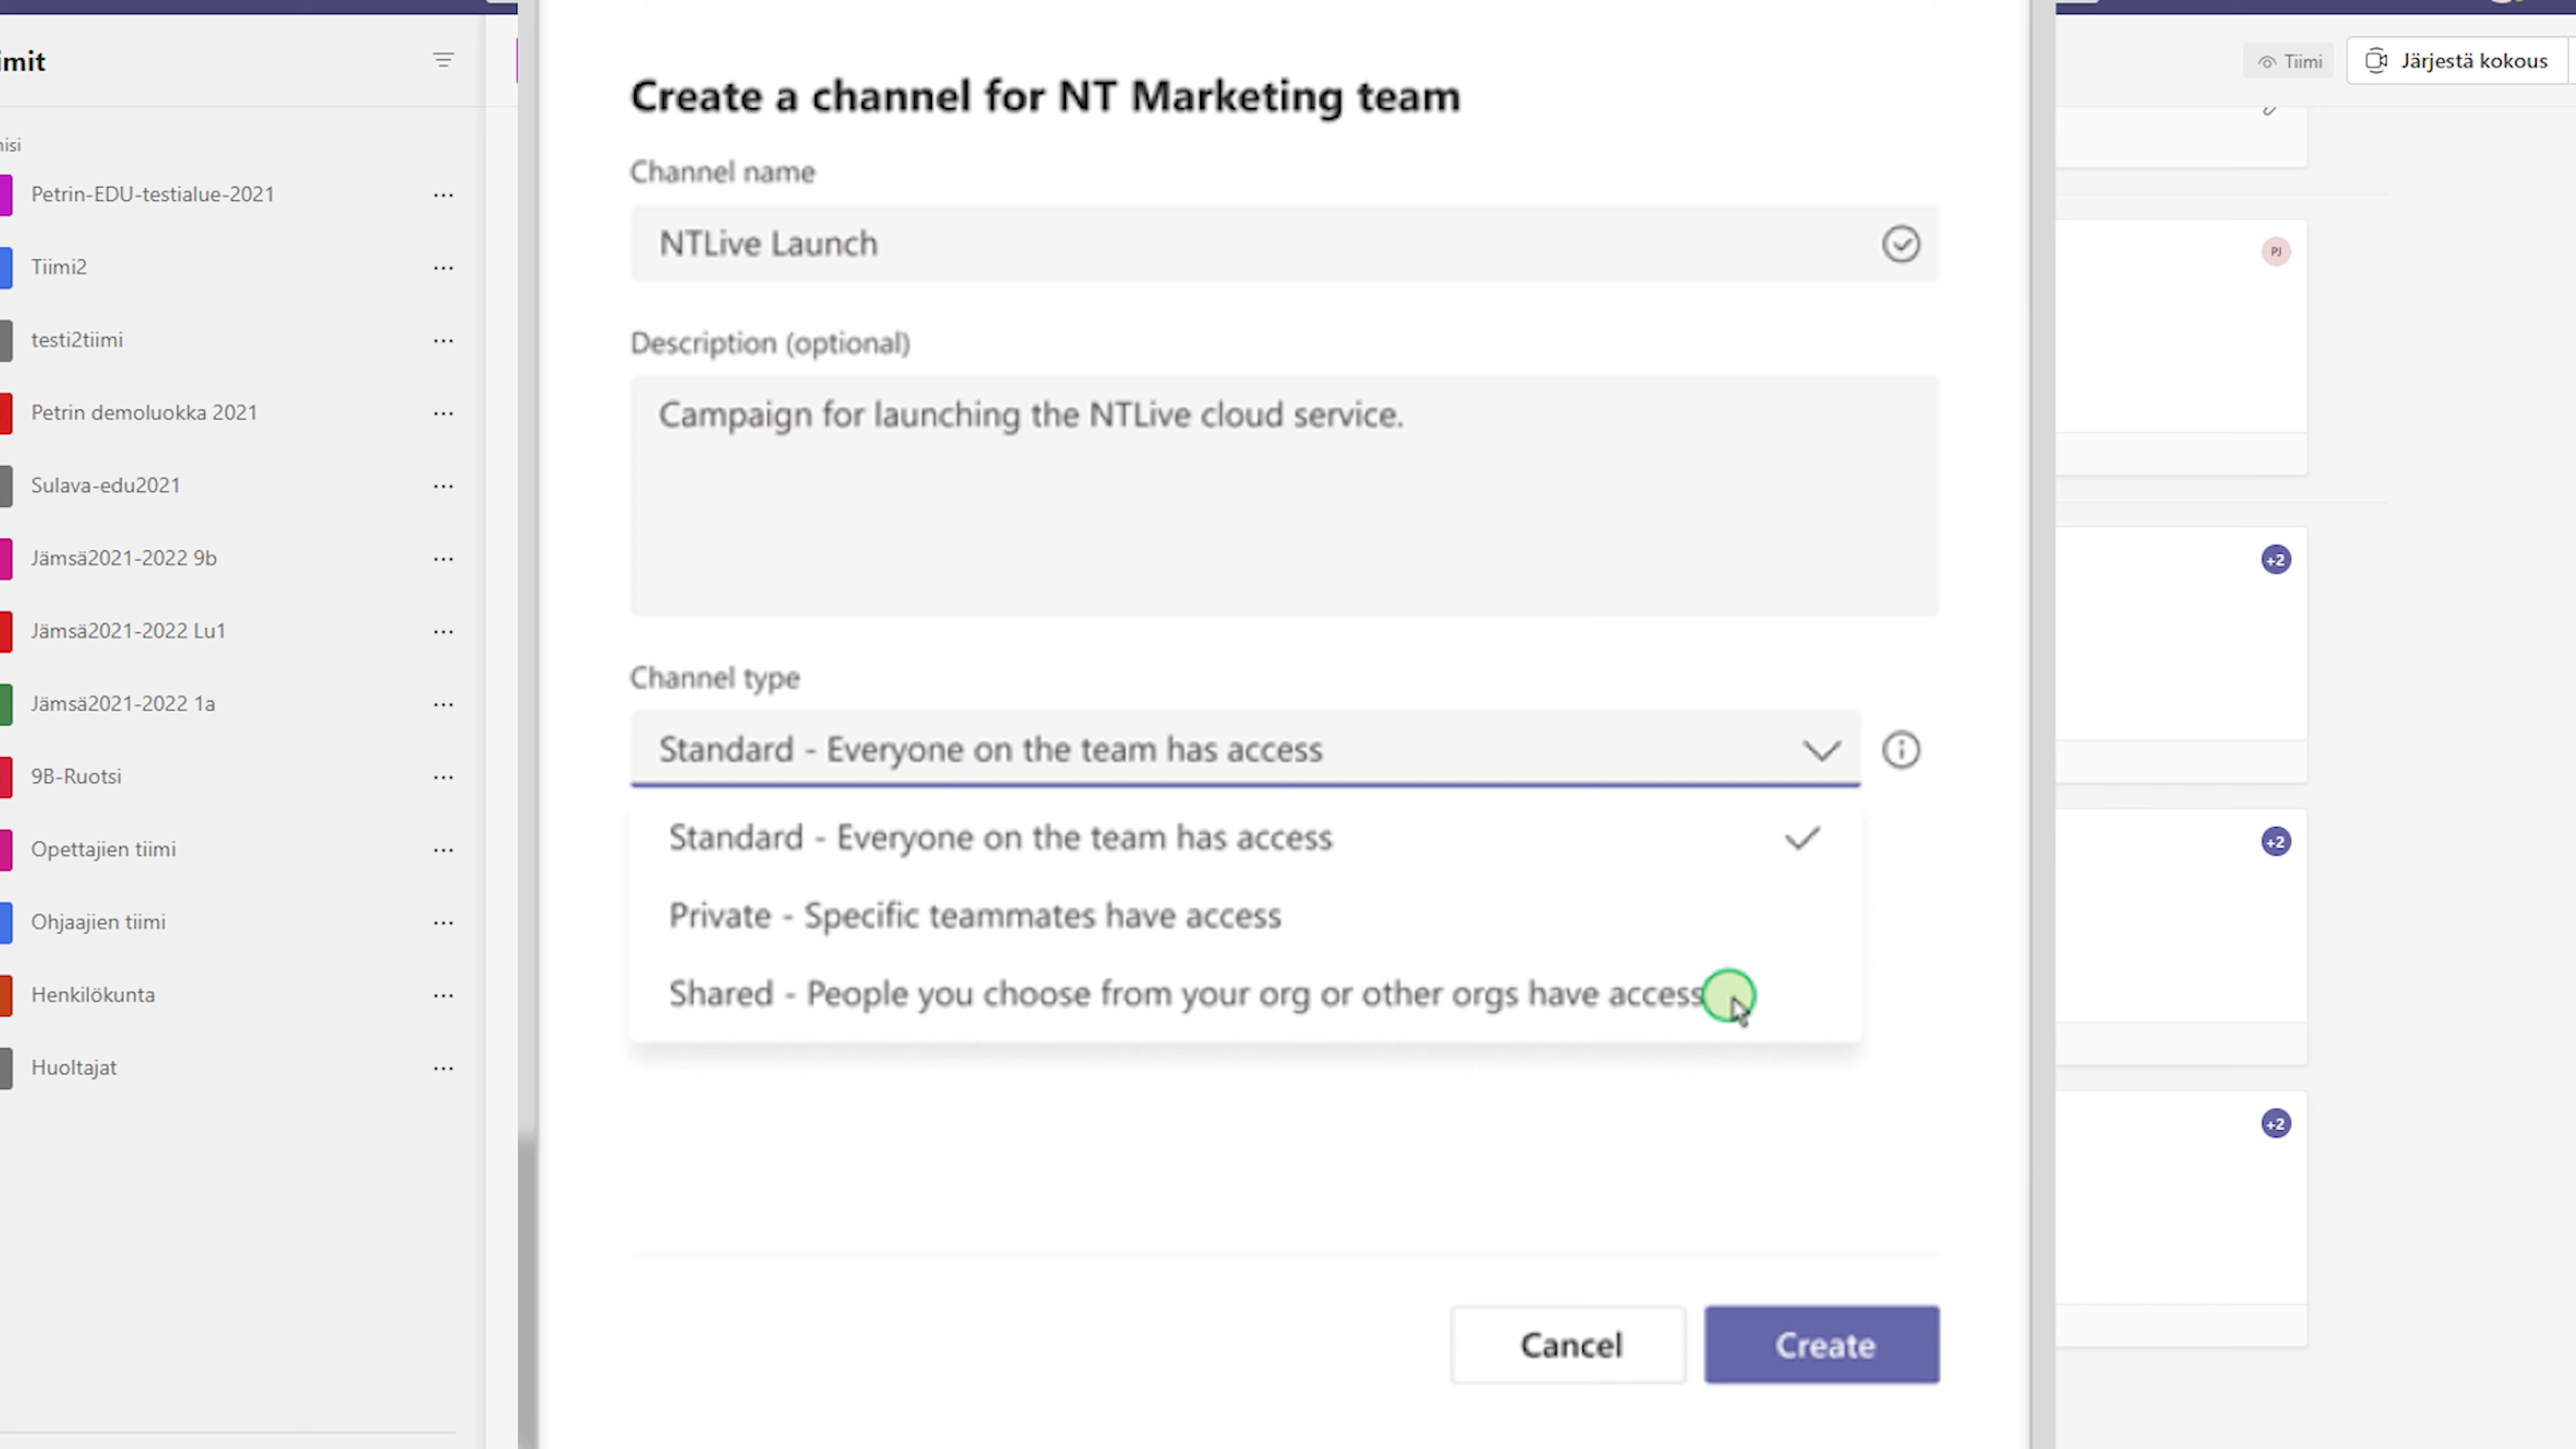 imit
nisi
Petrin-EDU-testialue-2021
Tiimi2
testi2tiimi
Petrin demoluokka 2021
Sulava-edu2021
Jämsä2021-2022 9b
Jämsä2021-2022 Lu1
Jämsä2021-2022 1a
9B-Ruotsi
Opettajien tiimi
Ohjaajien tiimi
Henkilökunta
Huoltajat
Create a channel for NT Marketing team
Channel name
NTLive Launch
Description (optional)
Campaign for launching the NTLive cloud service.
Channel type
Standard - Everyone on the team has access
Standard - Everyone on the team has access
Private - Specific teammates have access
Shared - People you choose from your org or other orgs have access
Cancel
Create
Tiimi
Järjestä kokous
PJ
+2
+2
+2